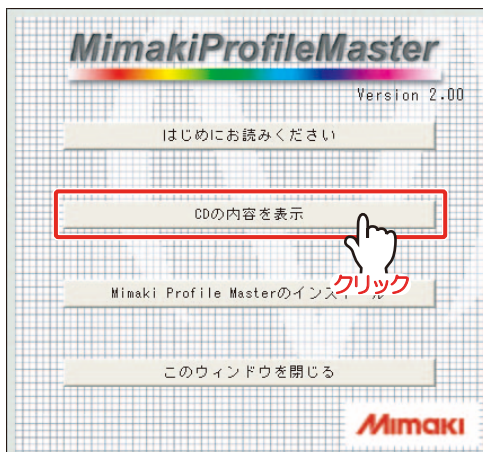 MimakiProfileMaster
Version 2.00
はじめにお読みください
CDの内容を表示
クリック
Mimaki Profile Masterのインストール
このウィンドウを閉じる
Mimaki